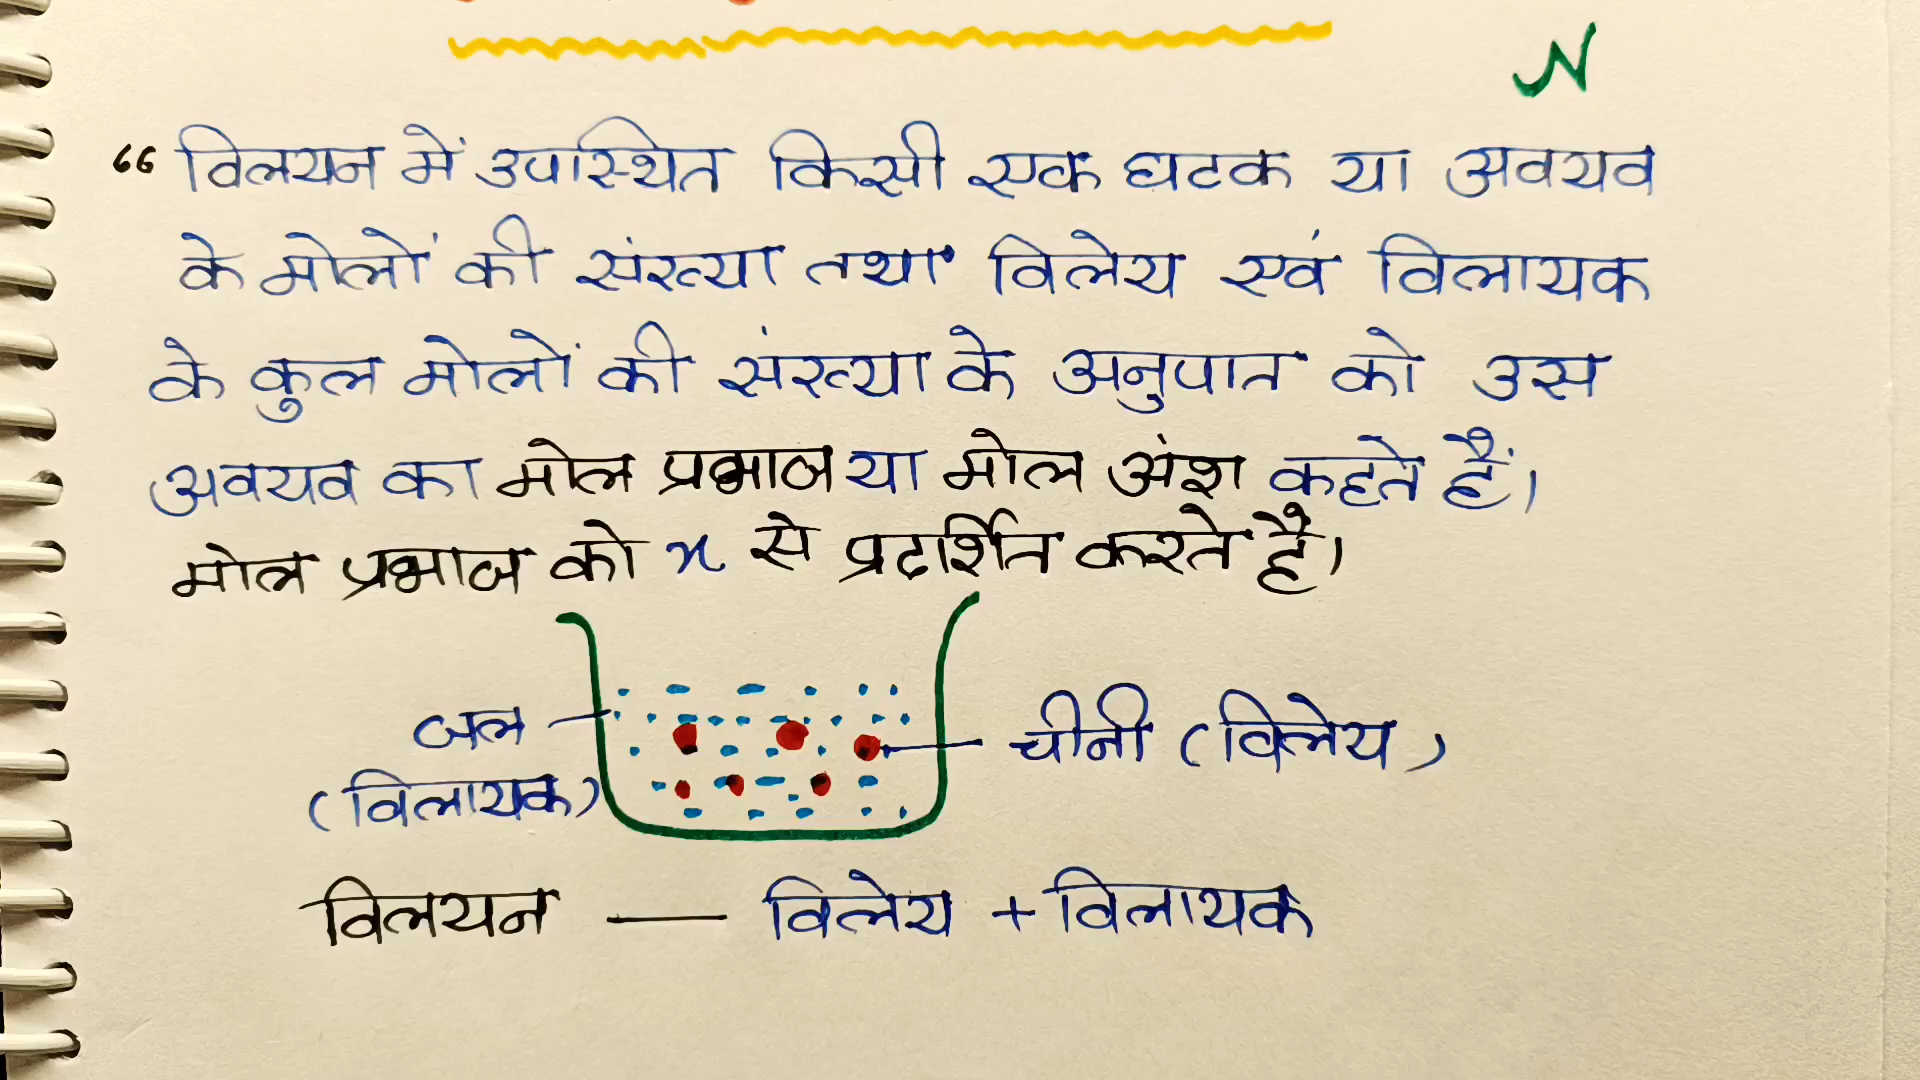 N
“ विलयन में उपस्थित किसी एक घटक या अवयव
के मोलों की संख्या तथा विलेय एवं विलायक
के कुल मोलों की संख्या के अनुपात को उस
अवयव का मोल प्रभाज या मोल अंश कहते हैं।
मोल प्रभाज को x से प्रदर्शित करते है।
जल
(विलायक)
चीनी (विलेय)
विलयन — विलेय + विलायक